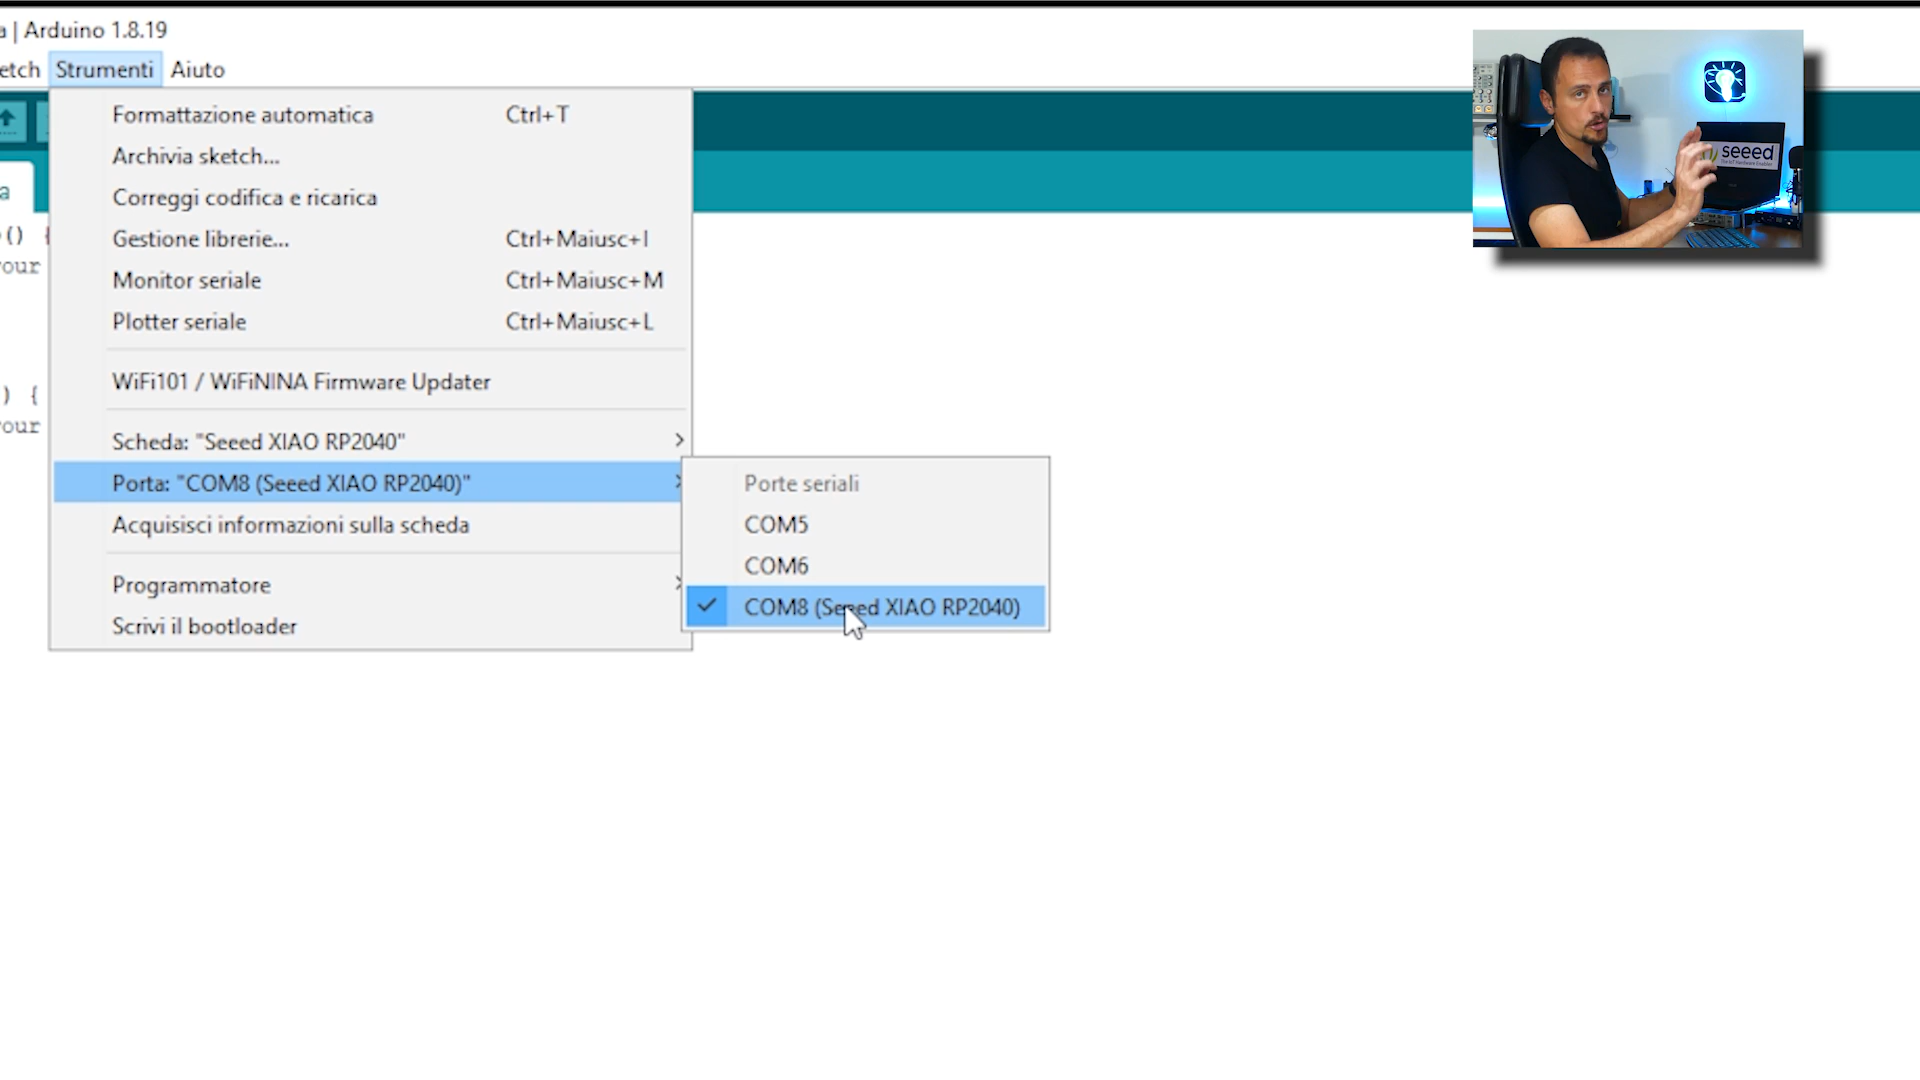 a | Arduino 1.8.19
etch Strumenti Aiuto
Formattazione automatica Ctrl+T
Archivia sketch...
Correggi codifica e ricarica
Gestione librerie... Ctrl+Maiusc+I
Monitor seriale Ctrl+Maiusc+M
Plotter seriale Ctrl+Maiusc+L
WiFi101 / WiFiNINA Firmware Updater
Scheda: "Seeed XIAO RP2040"
Porta: "COM8 (Seeed XIAO RP2040)"
Acquisisci informazioni sulla scheda
Programmatore
Scrivi il bootloader
Porte seriali
COM5
COM6
COM8 (Seeed XIAO RP2040)
a
() {
our
) {
our
seeed